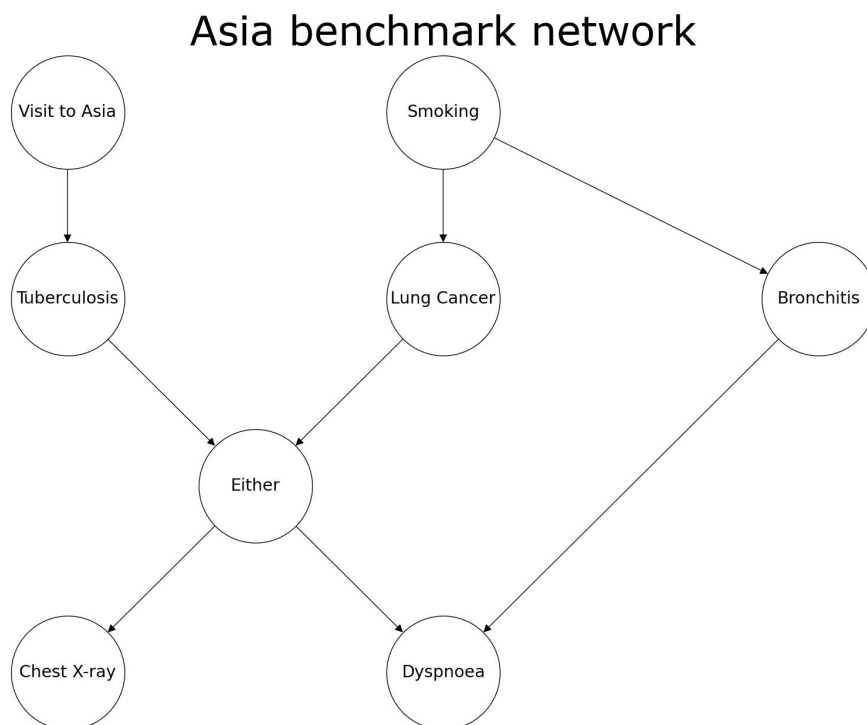 Asia benchmark network
Visit to Asia
Smoking
Tuberculosis
Lung Cancer
Bronchitis
Either
Chest X-ray
Dyspnoea